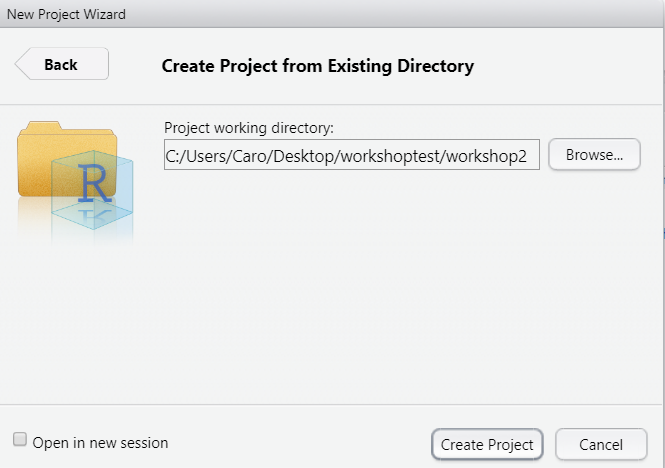 New Project Wizard
Back
Create Project from Existing Directory
Project working directory:
C:/Users/Caro/Desktop/workshoptest/workshop2
Browse...
R
Open in new session
Create Project
Cancel